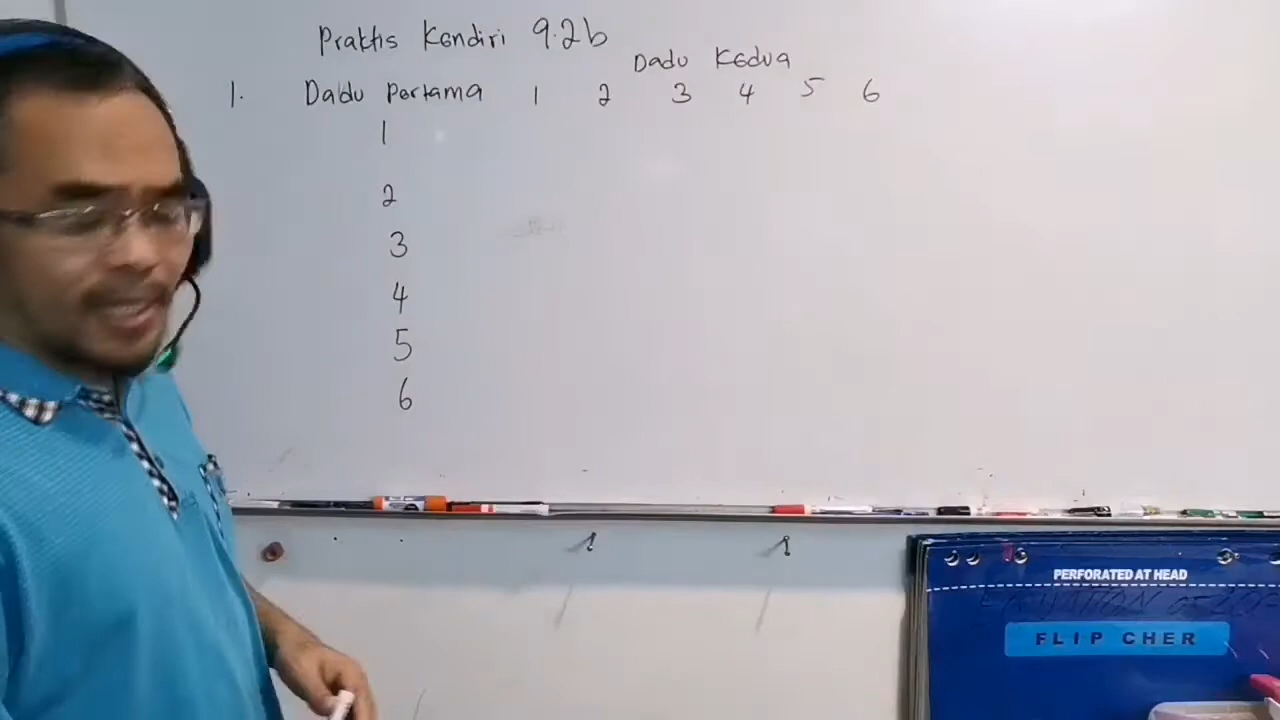 Praktis Kendiri 9.2b
Dadu Kedua
1. Dadu Pertama 1 2 3 4 5 6
1
2
3
4
5
6
PERFORATED AT HEAD
FLIP CHER